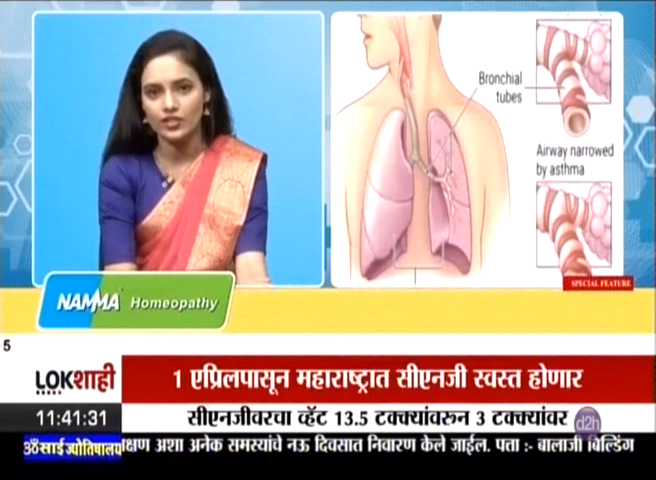 Bronchial
tubes
Airway narrowed
by asthma
SPECIAL FEATURE
NAMMA Homeopathy
5
LOKशाही
1 एप्रिलपासून महाराष्ट्रात सीएनजी स्वस्त होणार
11:41:31
सीएनजीवरचा व्हॅट 13.5 टक्क्यांवरून 3 टक्क्यांवर
d2h
ॐसाई ज्योतिषालय
क्षण अशा अनेक समस्यांचे नऊ दिवसात निवारण केले जाईल. पत्ता :- बालाजी बिल्डिंग